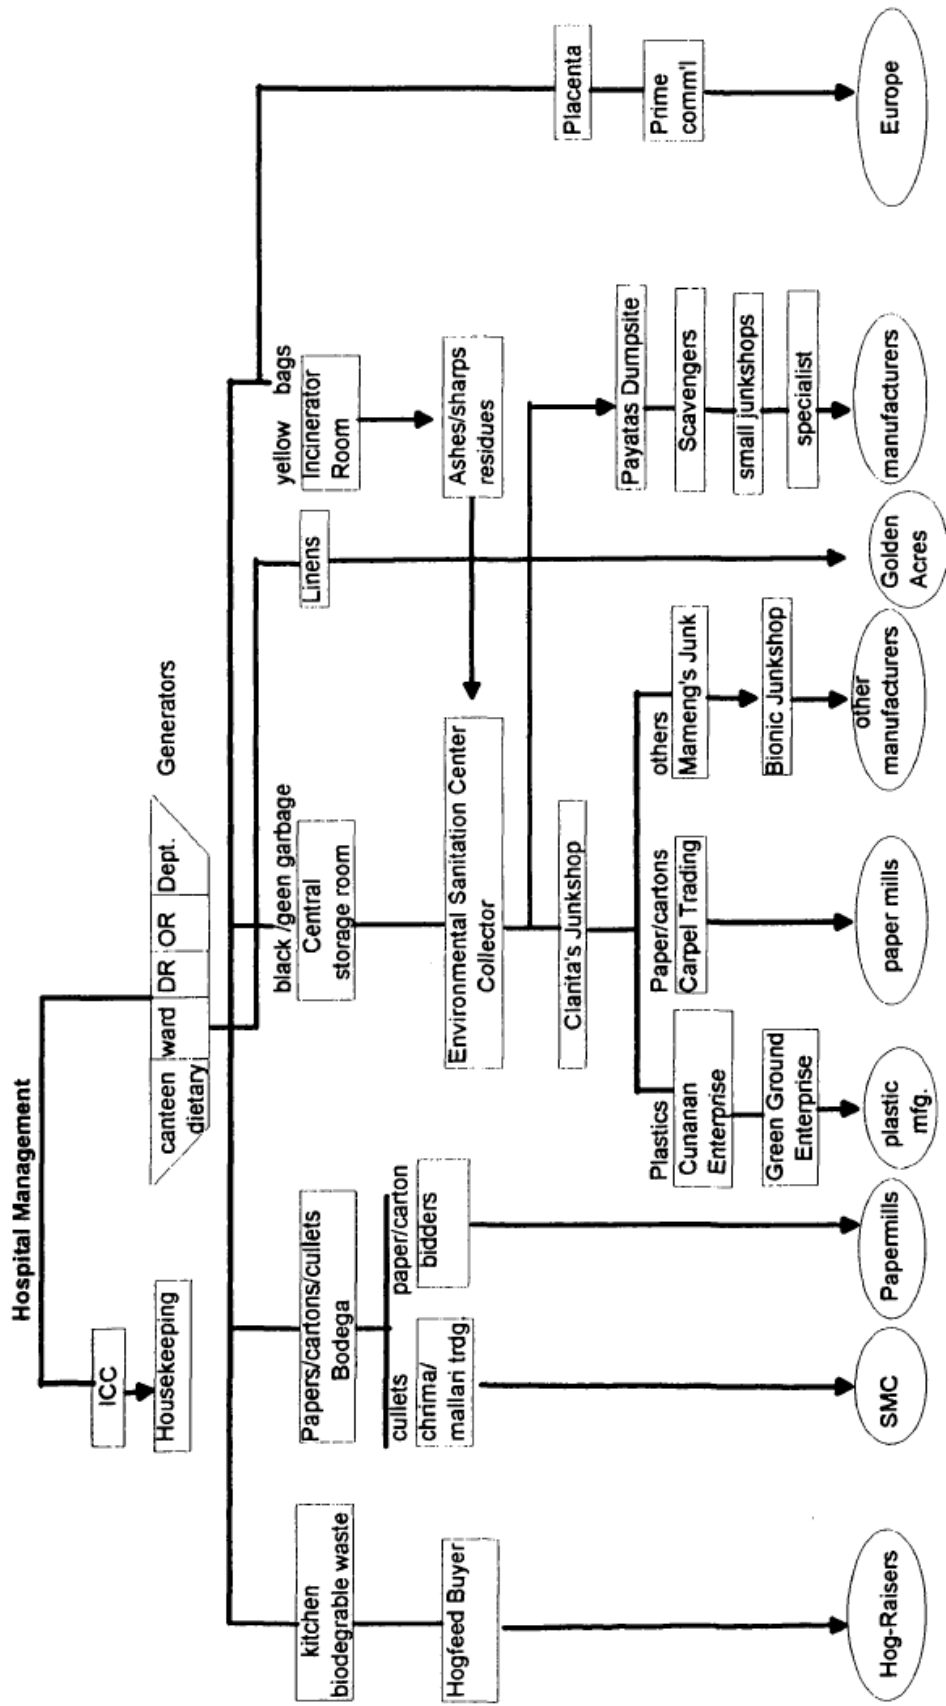 Hospital Management
ICC
Housekeeping
canteen
dietary
ward
DR
OR
Dept.
Generators
kitchen
biodegrable waste
Hogfeed Buyer
Hog-Raisers
Papers/cartons/cullets
Bodega
cullets
chrima/
mallari trdg.
SMC
paper/carton
bidders
Papermills
black /geen garbage
Central
storage room
Environmental Sanitation Center
Collector
Clarita's Junkshop
Plastics
Cunanan
Enterprise
Green Ground
Enterprise
plastic
mfg.
Paper/cartons
Carpel Trading
paper mills
others
Mameng's Junk
Bionic Junkshop
other
manufacturers
Linens
Golden
Acres
yellow bags
Incinerator
Room
Ashes/sharps
residues
Payatas Dumpsite
Scavengers
small junkshops
specialist
manufacturers
Placenta
Prime
comm'l
Europe